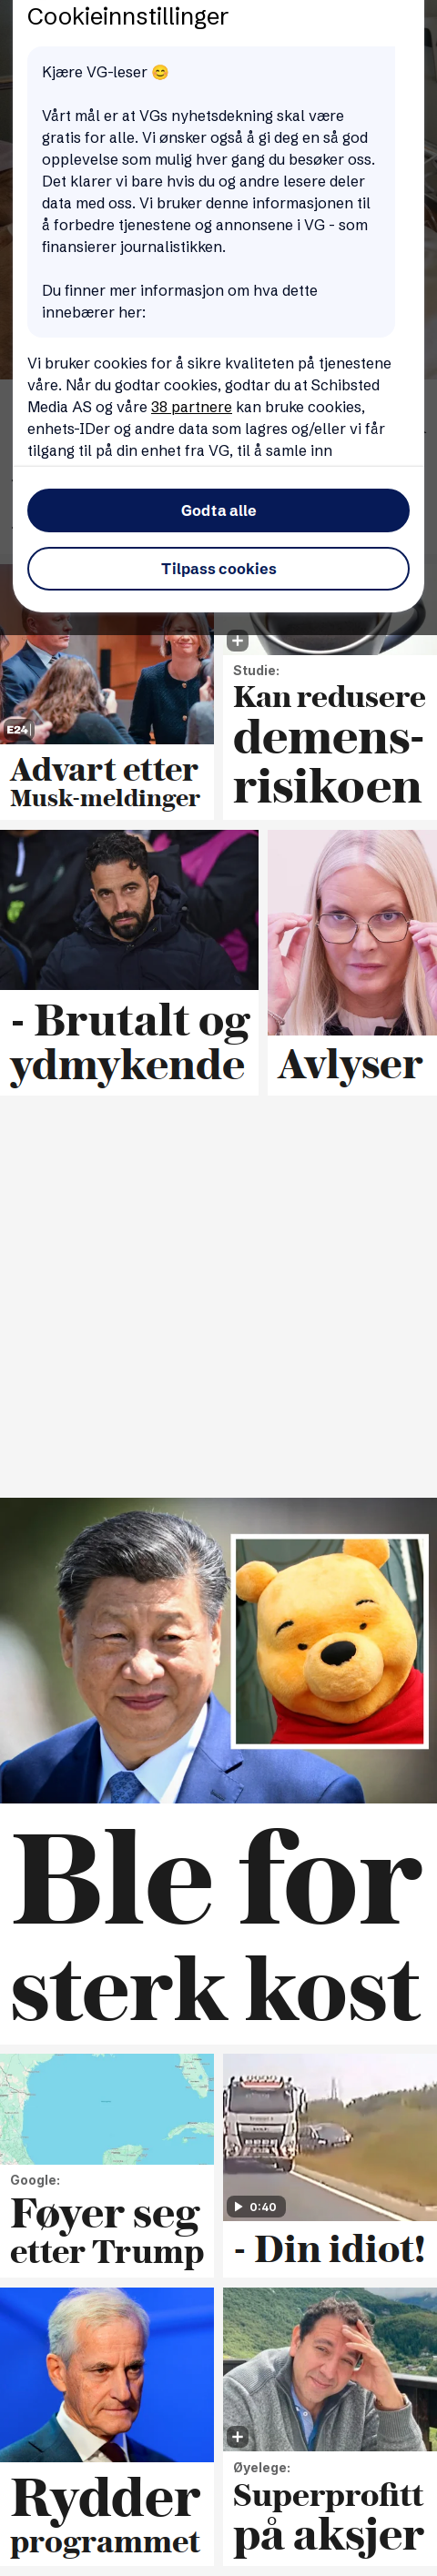 Cookieinnstillinger
Kjære VG-leser 😊
Vårt mål er at VGs nyhetsdekning skal være
gratis for alle. Vi ønsker også å gi deg en så god
opplevelse som mulig hver gang du besøker oss.
Det klarer vi bare hvis du og andre lesere deler
data med oss. Vi bruker denne informasjonen til
å forbedre tjenestene og annonsene i VG - som
finansierer journalistikken.
Du finner mer informasjon om hva dette
innebærer her:
Vi bruker cookies for å sikre kvaliteten på tjenestene
våre. Når du godtar cookies, godtar du at Schibsted
Media AS og våre 38 partnere kan bruke cookies,
enhets-IDer og andre data som lagres og/eller vi får
tilgang til på din enhet fra VG, til å samle inn
Godta alle
Tilpass cookies
E24
Advart etter
Musk-meldinger
Studie:
Kan redusere
demens-
risikoen
- Brutalt og
ydmykende
Avlyser
Ble for
sterk kost
Google:
Føyer seg
etter Trump
0:40
- Din idiot!
Rydder
programmet
Øyelege:
Superprofitt
på aksjer